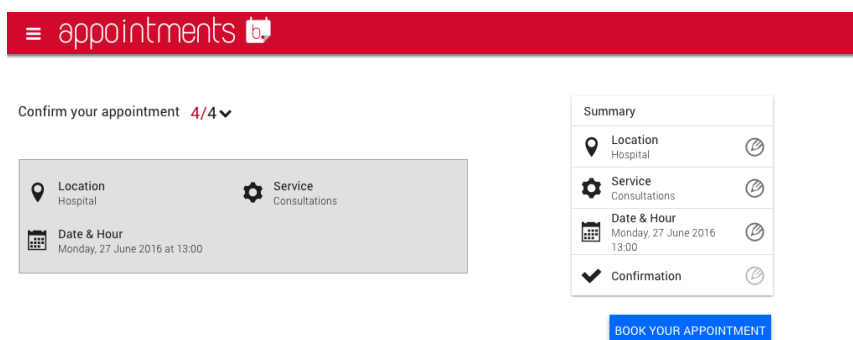 appointments b.
Confirm your appointment 4/4
Location
Hospital
Service
Consultations
Date & Hour
Monday, 27 June 2016 at 13:00
Summary
Location
Hospital
Service
Consultations
Date & Hour
Monday, 27 June 2016
13:00
Confirmation
BOOK YOUR APPOINTMENT